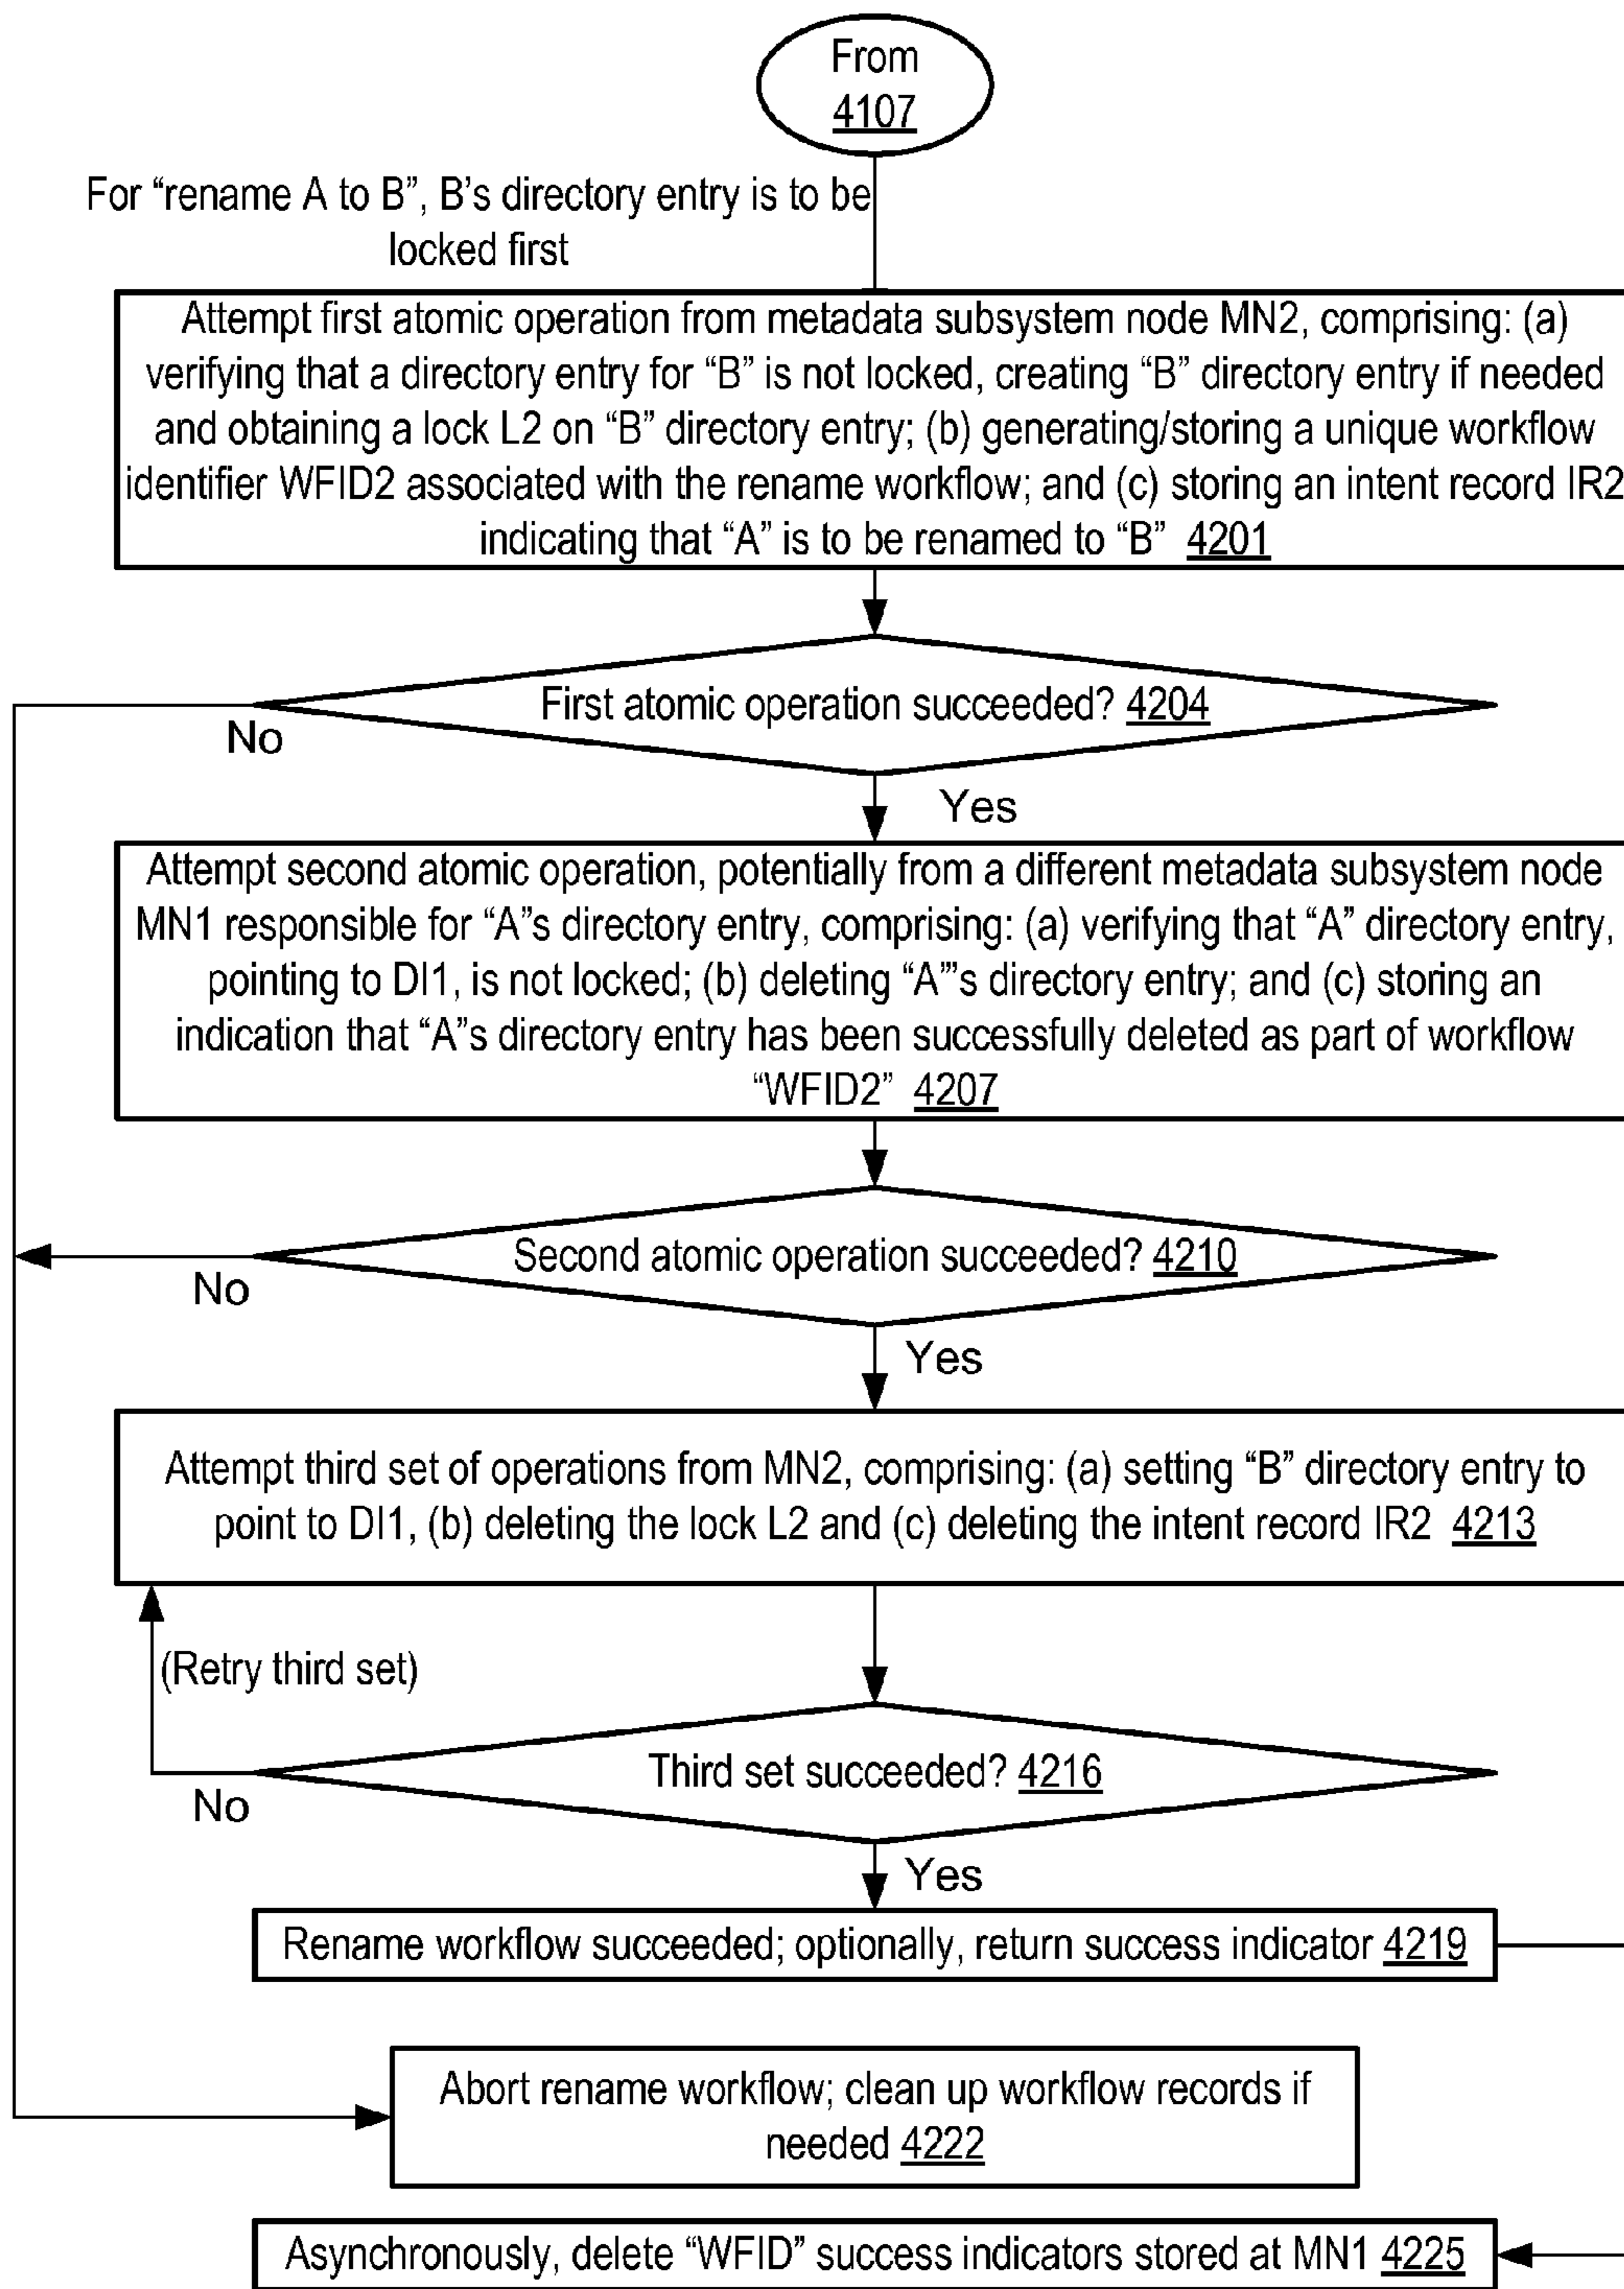 From
4107
For “rename A to B”, B’s directory entry is to be
locked first
Attempt first atomic operation from metadata subsystem node MN2, comprising: (a)
verifying that a directory entry for “B” is not locked, creating “B” directory entry if needed
and obtaining a lock L2 on “B” directory entry; (b) generating/storing a unique workflow
identifier WFID2 associated with the rename workflow; and (c) storing an intent record IR2
indicating that “A” is to be renamed to “B” 4201
First atomic operation succeeded? 4204
No
Yes
Attempt second atomic operation, potentially from a different metadata subsystem node
MN1 responsible for “A”s directory entry, comprising: (a) verifying that “A” directory entry,
pointing to DI1, is not locked; (b) deleting “A”’s directory entry; and (c) storing an
indication that “A”s directory entry has been successfully deleted as part of workflow
“WFID2” 4207
Second atomic operation succeeded? 4210
No
Yes
Attempt third set of operations from MN2, comprising: (a) setting “B” directory entry to
point to DI1, (b) deleting the lock L2 and (c) deleting the intent record IR2 4213
(Retry third set)
Third set succeeded? 4216
No
Yes
Rename workflow succeeded; optionally, return success indicator 4219
Abort rename workflow; clean up workflow records if
needed 4222
Asynchronously, delete “WFID” success indicators stored at MN1 4225